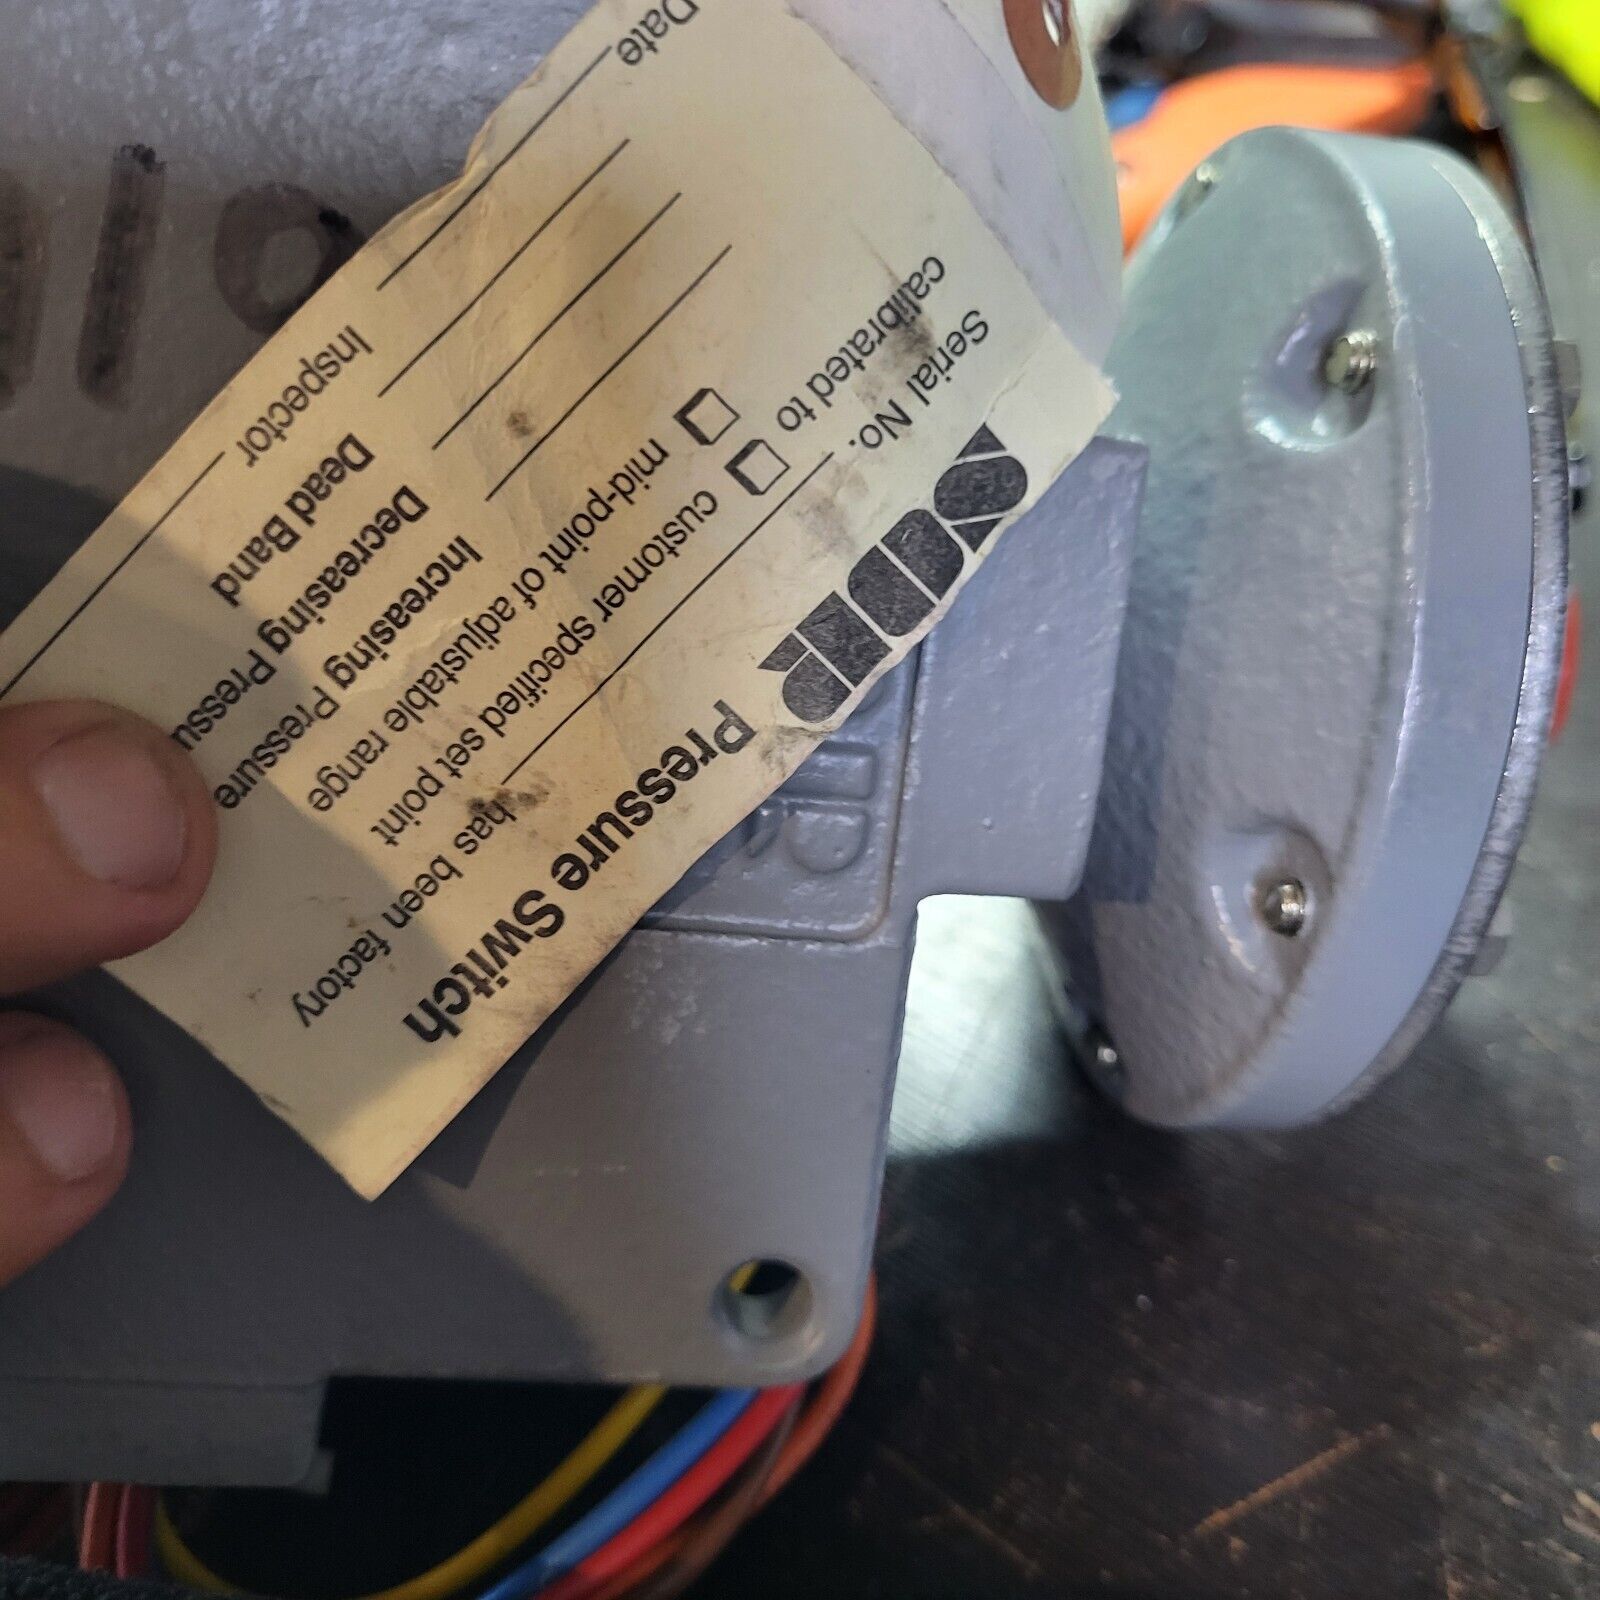 SOR Pressure Switch
Serial No. has been factory
calibrated to customer specified set point
mid-point of adjustable range
Increasing Pressure
Decreasing Pressu
Dead Band
Inspector
Date